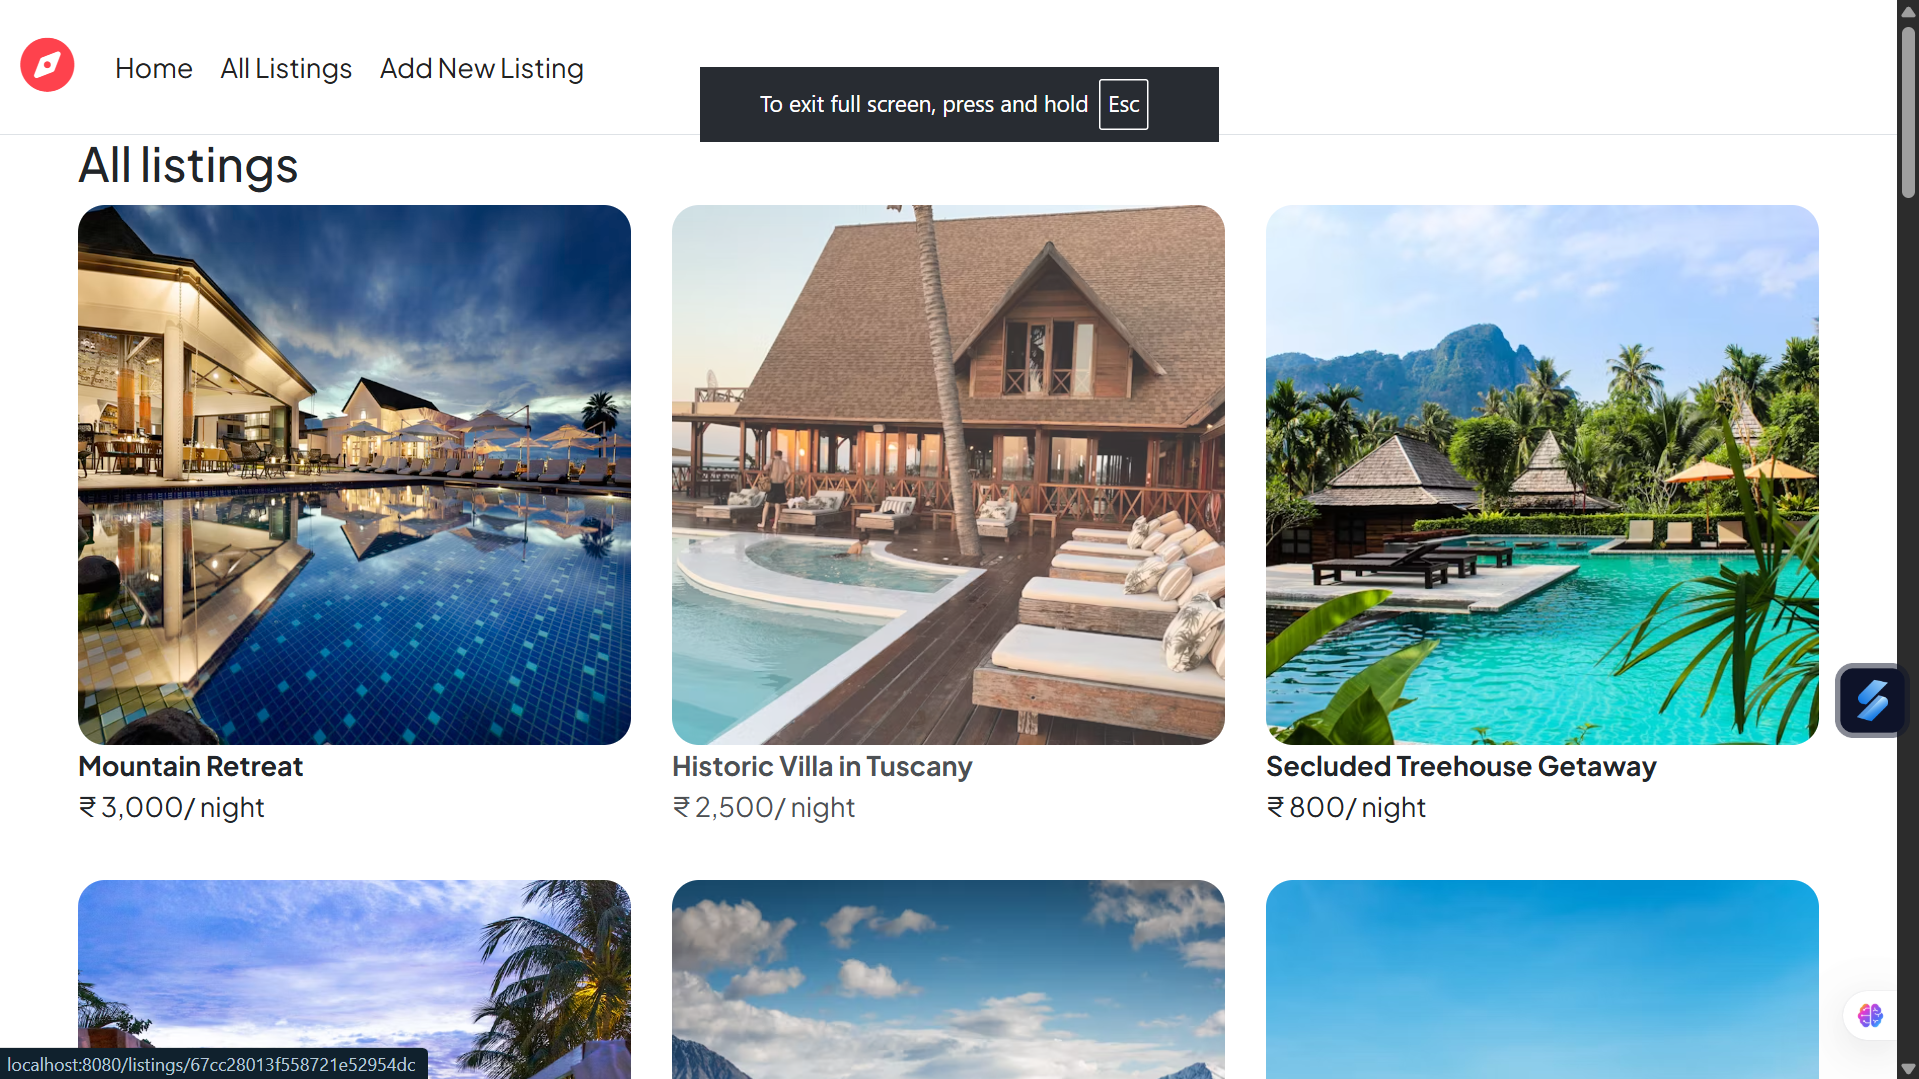 Home All Listings Add New Listing
To exit full screen, press and hold Esc
All listings
Mountain Retreat
₹ 3,000/ night
Historic Villa in Tuscany
₹ 2,500/ night
Secluded Treehouse Getaway
₹ 800/ night
localhost:8080/listings/67cc28013f558721e52954dc